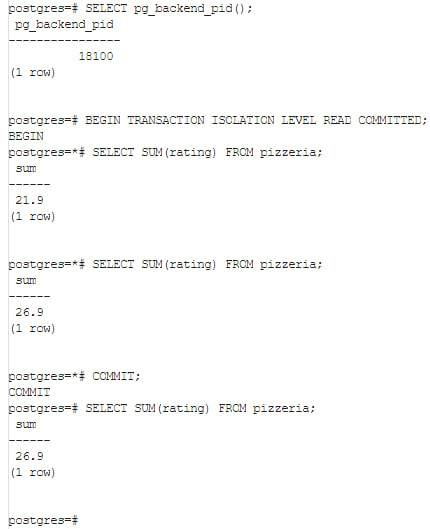 postgres=# SELECT pg_backend_pid();
 pg_backend_pid
----------------
          18100
(1 row)

postgres=# BEGIN TRANSACTION ISOLATION LEVEL READ COMMITTED;
BEGIN
postgres=*# SELECT SUM(rating) FROM pizzeria;
 sum
------
 21.9
(1 row)

postgres=*# SELECT SUM(rating) FROM pizzeria;
 sum
------
 26.9
(1 row)

postgres=*# COMMIT;
COMMIT
postgres=# SELECT SUM(rating) FROM pizzeria;
 sum
------
 26.9
(1 row)

postgres=#